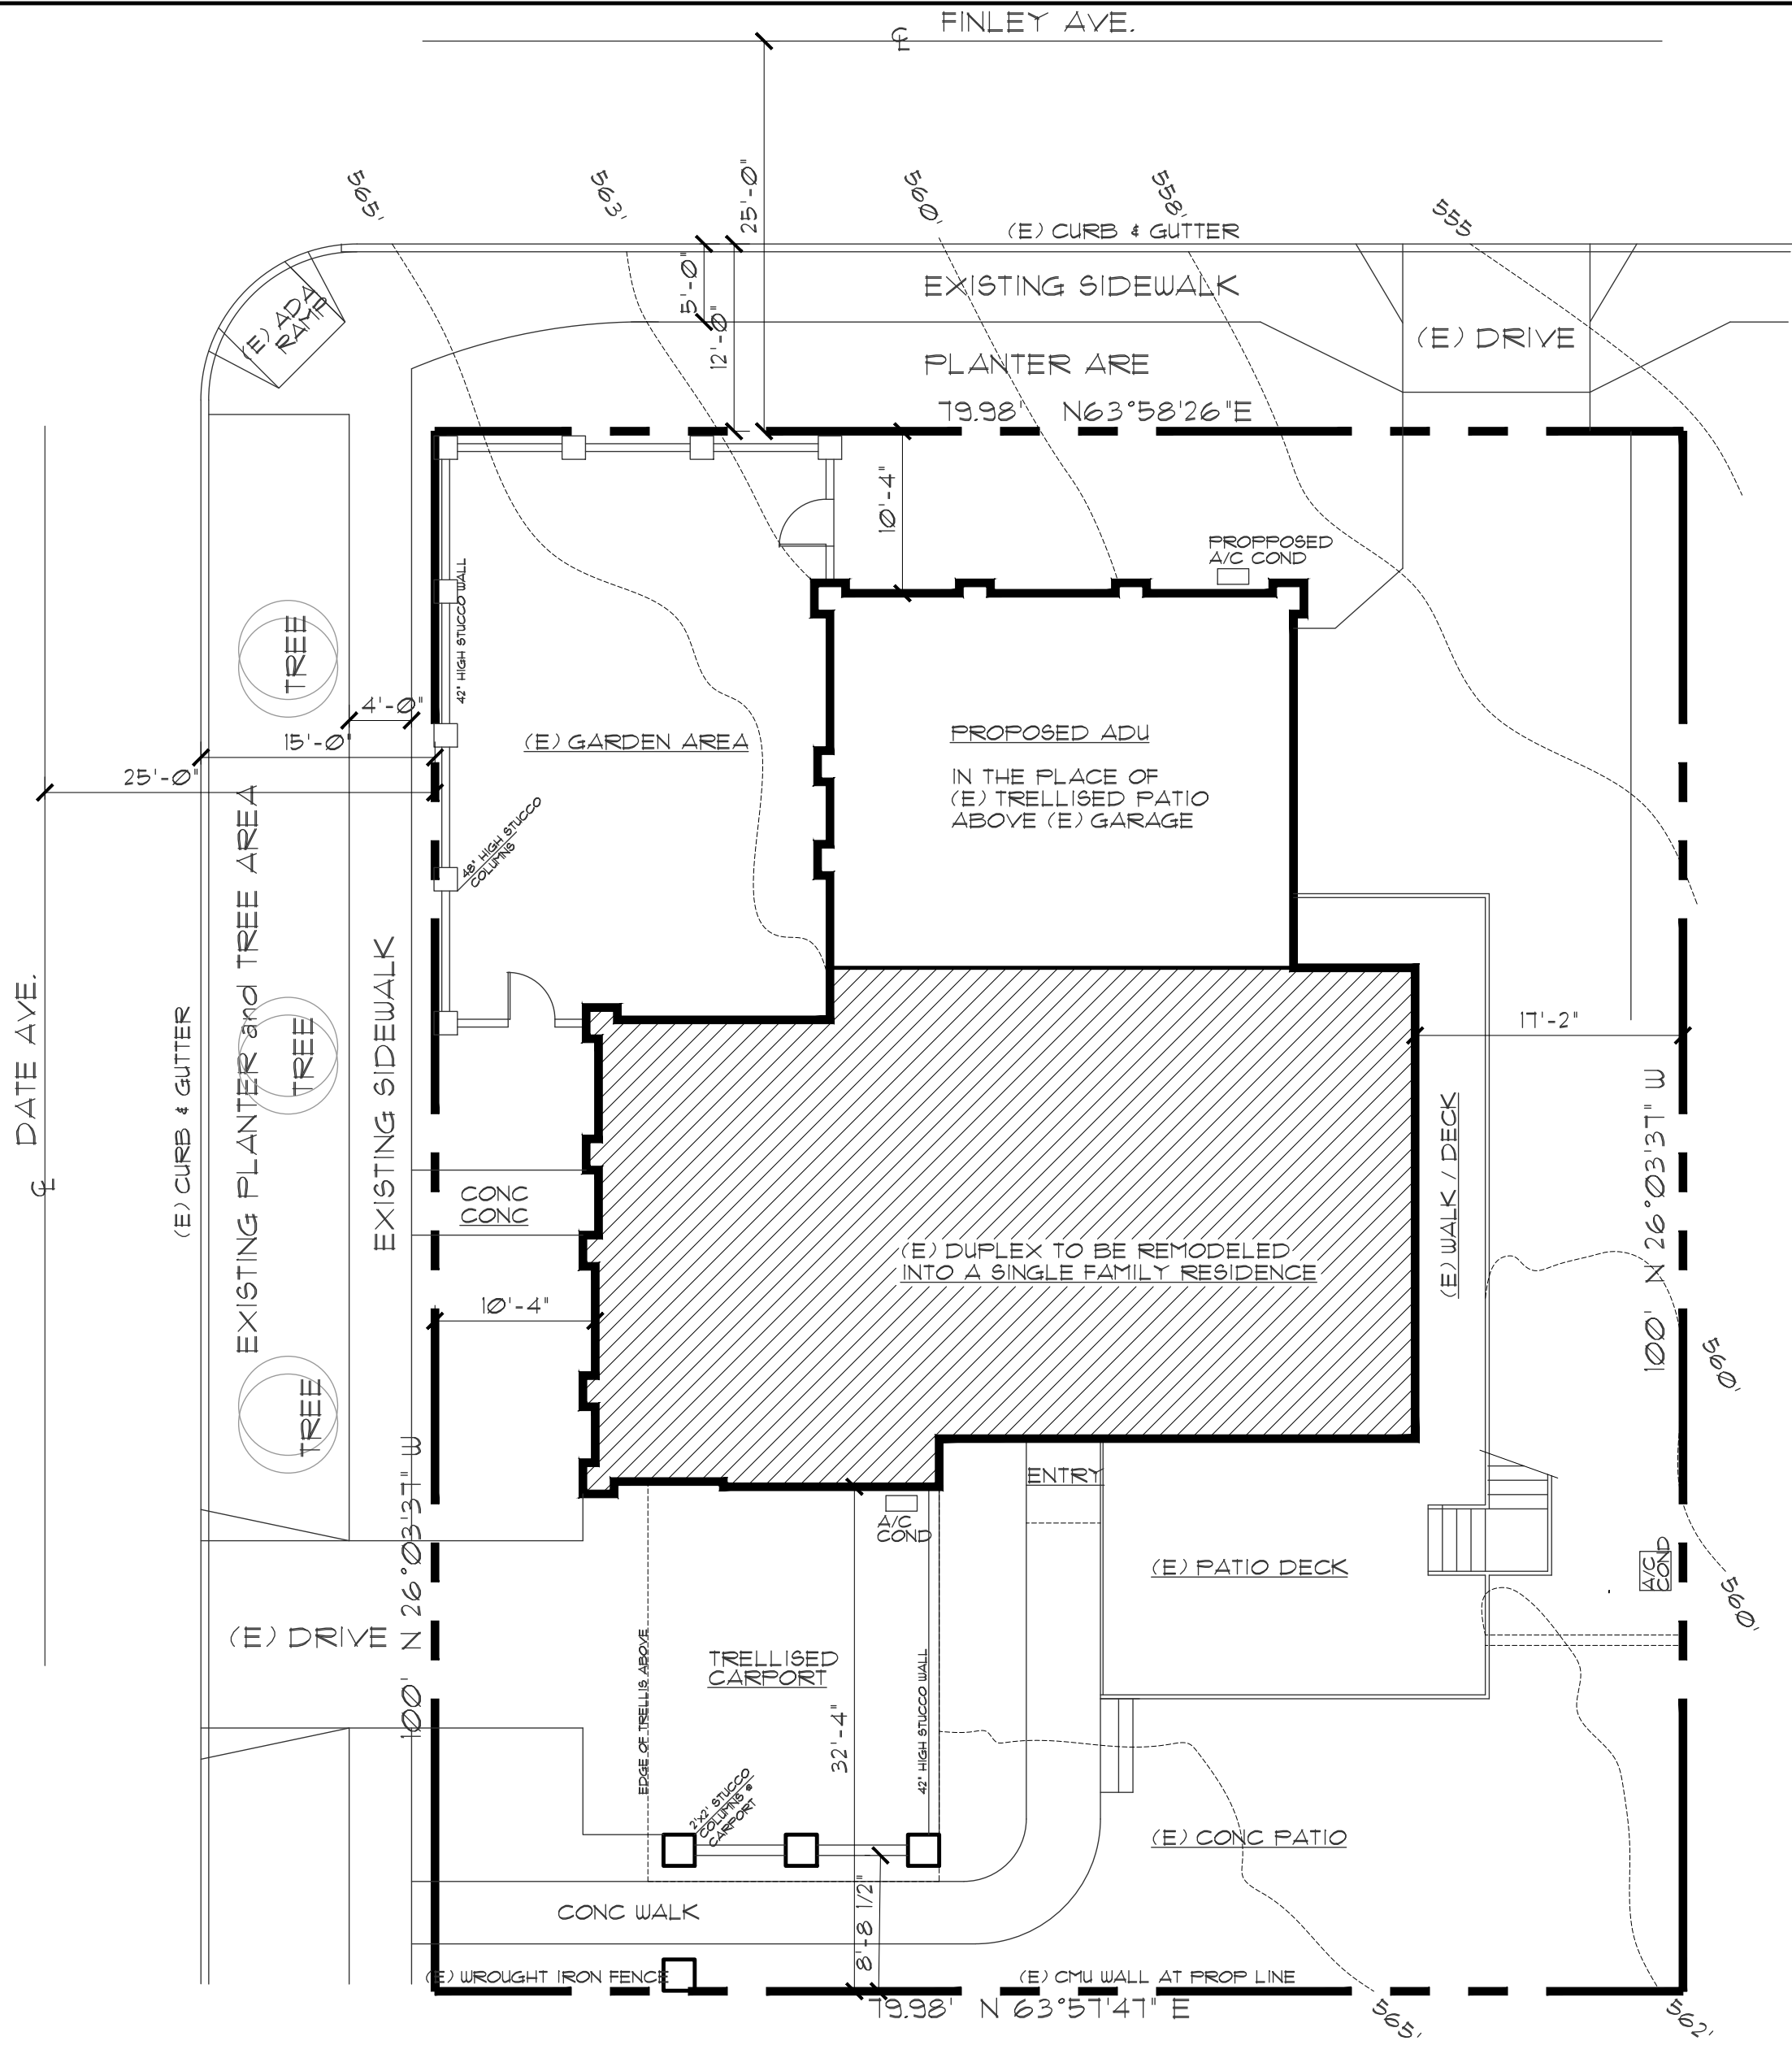 FINLEY AVE.
℄
25'-0"
565'
563'
560'
558'
555
(E) CURB & GUTTER
5'-0"
12'-0"
EXISTING SIDEWALK
(E) ADA
RAMP
(E) DRIVE
PLANTER ARE
79.98' N63°58'26"E
10'-4"
PROPPOSED
A/C COND
42" HIGH STUCCO WALL
TREE
4'-0"
15'-0"
25'-0"
(E) GARDEN AREA
PROPOSED ADU
IN THE PLACE OF
(E) TRELLISED PATIO
ABOVE (E) GARAGE
48" HIGH STUCCO
COLUMNS
EXISTING PLANTER and TREE AREA
EXISTING SIDEWALK
DATE AVE.
℄
(E) CURB & GUTTER
TREE
17'-2"
(E) WALK / DECK
100' N 26°03'37" W
CONC
CONC
(E) DUPLEX TO BE REMODELED
INTO A SINGLE FAMILY RESIDENCE
10'-4"
560'
TREE
100' N 26°03'37" W
ENTRY
A/C
COND
(E) PATIO DECK
A/C
COND
560'
(E) DRIVE
EDGE OF TRELLIS ABOVE
TRELLISED
CARPORT
42" HIGH STUCCO WALL
32'-4"
2'x2' STUCCO
COLUMNS @
CARPORT
(E) CONC PATIO
8'-8 1/2"
CONC WALK
(E) WROUGHT IRON FENCE
(E) CMU WALL AT PROP LINE
79.98' N 63°57'47" E
565'
562'